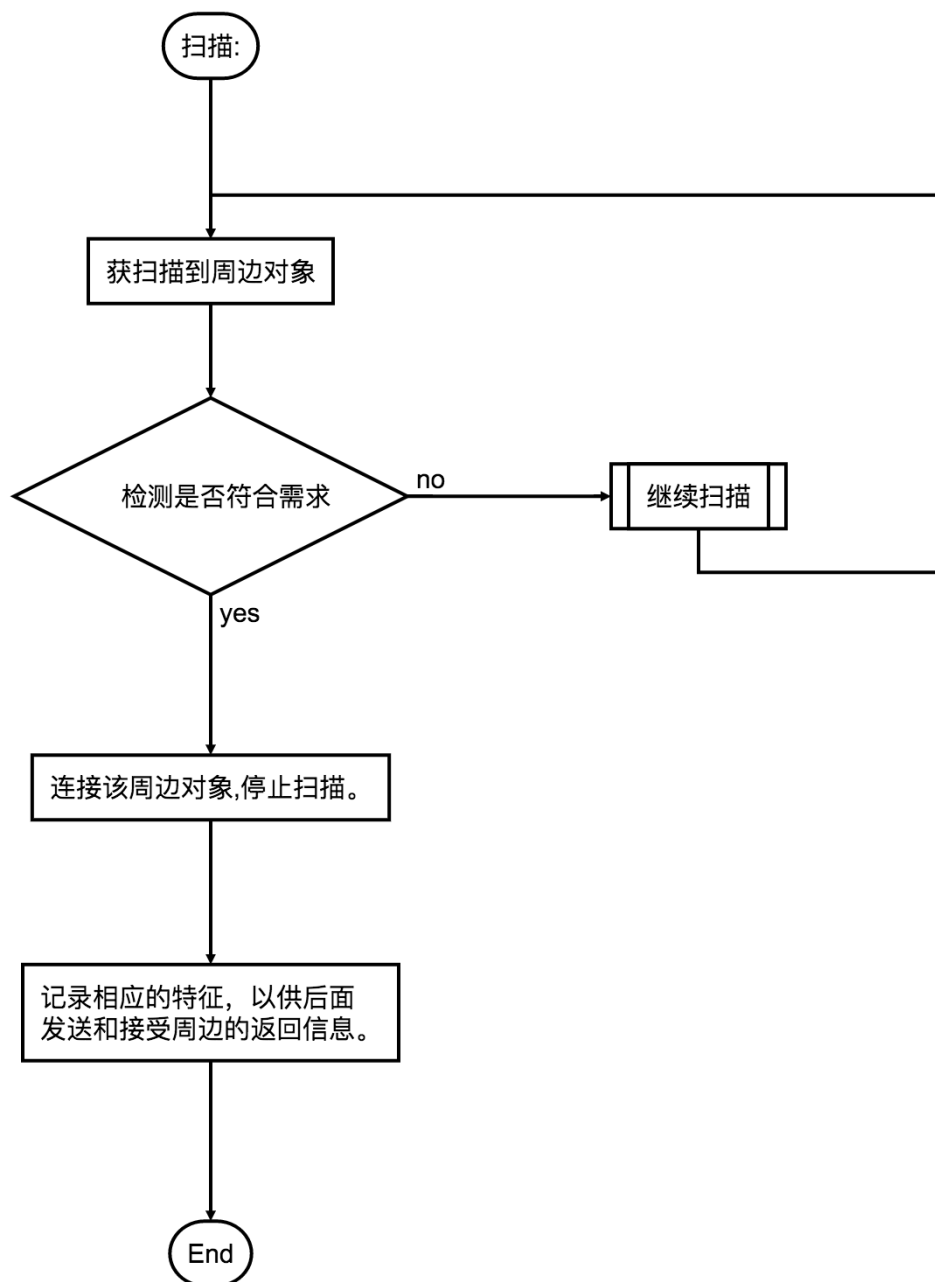 扫描:
获扫描到周边对象
检测是否符合需求
no
继续扫描
yes
连接该周边对象,停止扫描。
记录相应的特征，以供后面
发送和接受周边的返回信息。
End